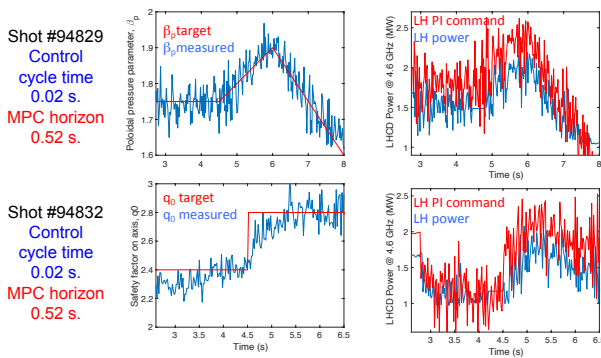 Shot #94829
Control
cycle time
0.02 s.
MPC horizon
0.52 s.
Poloidal pressure parameter, β_p
2
1.9
1.8
1.7
1.6
β_p target
β_p measured
3 4 5 6 7 8
Time (s)
LHCD Power @ 4.6 GHz (MW)
2.5
2
1.5
1
LH PI command
LH power
3 4 5 6 7 8
Time (s)
Shot #94832
Control
cycle time
0.02 s.
MPC horizon
0.52 s.
Safety factor on axis, q0
3
2.8
2.6
2.4
2.2
2
q₀ target
q₀ measured
3 3.5 4 4.5 5 5.5 6 6.5
Time (s)
LHCD Power @ 4.6 GHz (MW)
2.5
2
1.5
1
LH PI command
LH power
3 3.5 4 4.5 5 5.5 6 6.5
Time (s)